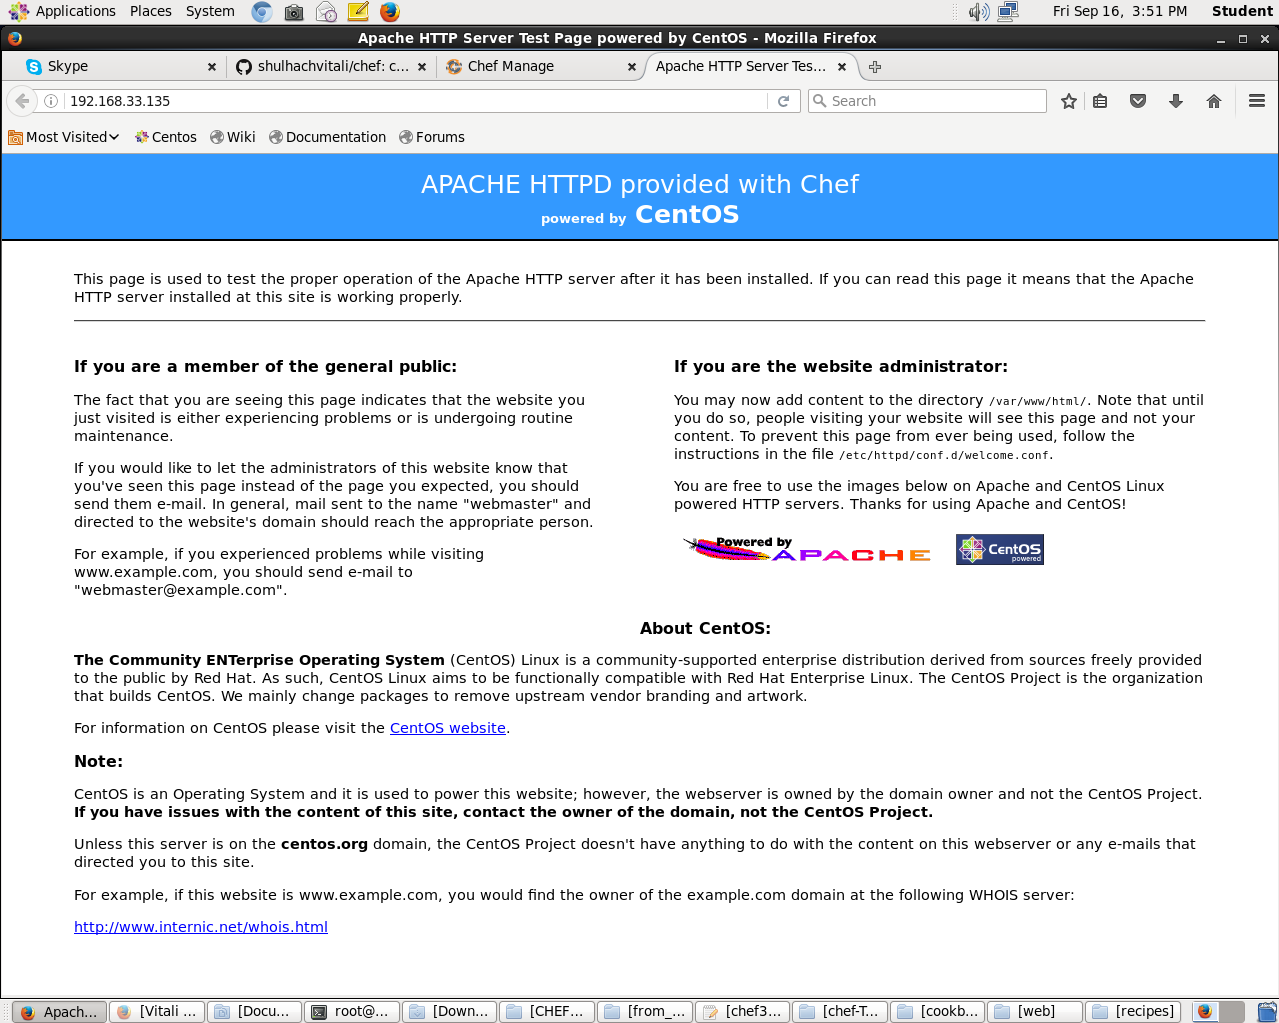 Applications Places System Fri Sep 16, 3:51 PM Student
Apache HTTP Server Test Page powered by CentOS - Mozilla Firefox
Skype shulhachvitali/chef: c... Chef Manage Apache HTTP Server Tes...
192.168.33.135 Search
Most Visited Centos Wiki Documentation Forums
APACHE HTTPD provided with Chef
powered by CentOS
This page is used to test the proper operation of the Apache HTTP server after it has been installed. If you can read this page it means that the Apache
HTTP server installed at this site is working properly.
If you are a member of the general public:
The fact that you are seeing this page indicates that the website you
just visited is either experiencing problems or is undergoing routine
maintenance.
If you would like to let the administrators of this website know that
you've seen this page instead of the page you expected, you should
send them e-mail. In general, mail sent to the name "webmaster" and
directed to the website's domain should reach the appropriate person.
For example, if you experienced problems while visiting
www.example.com, you should send e-mail to
"webmaster@example.com".
If you are the website administrator:
You may now add content to the directory /var/www/html/. Note that until
you do so, people visiting your website will see this page and not your
content. To prevent this page from ever being used, follow the
instructions in the file /etc/httpd/conf.d/welcome.conf.
You are free to use the images below on Apache and CentOS Linux
powered HTTP servers. Thanks for using Apache and CentOS!
Powered by
APACHE
CentOS
powered
About CentOS:
The Community ENTerprise Operating System (CentOS) Linux is a community-supported enterprise distribution derived from sources freely provided
to the public by Red Hat. As such, CentOS Linux aims to be functionally compatible with Red Hat Enterprise Linux. The CentOS Project is the organization
that builds CentOS. We mainly change packages to remove upstream vendor branding and artwork.
For information on CentOS please visit the CentOS website.
Note:
CentOS is an Operating System and it is used to power this website; however, the webserver is owned by the domain owner and not the CentOS Project.
If you have issues with the content of this site, contact the owner of the domain, not the CentOS Project.
Unless this server is on the centos.org domain, the CentOS Project doesn't have anything to do with the content on this webserver or any e-mails that
directed you to this site.
For example, if this website is www.example.com, you would find the owner of the example.com domain at the following WHOIS server:
http://www.internic.net/whois.html
Apach... [Vitali ... [Docu... root@... [Down... [CHEF... [from_... [chef3... [chef-T... [cookb... [web] [recipes]